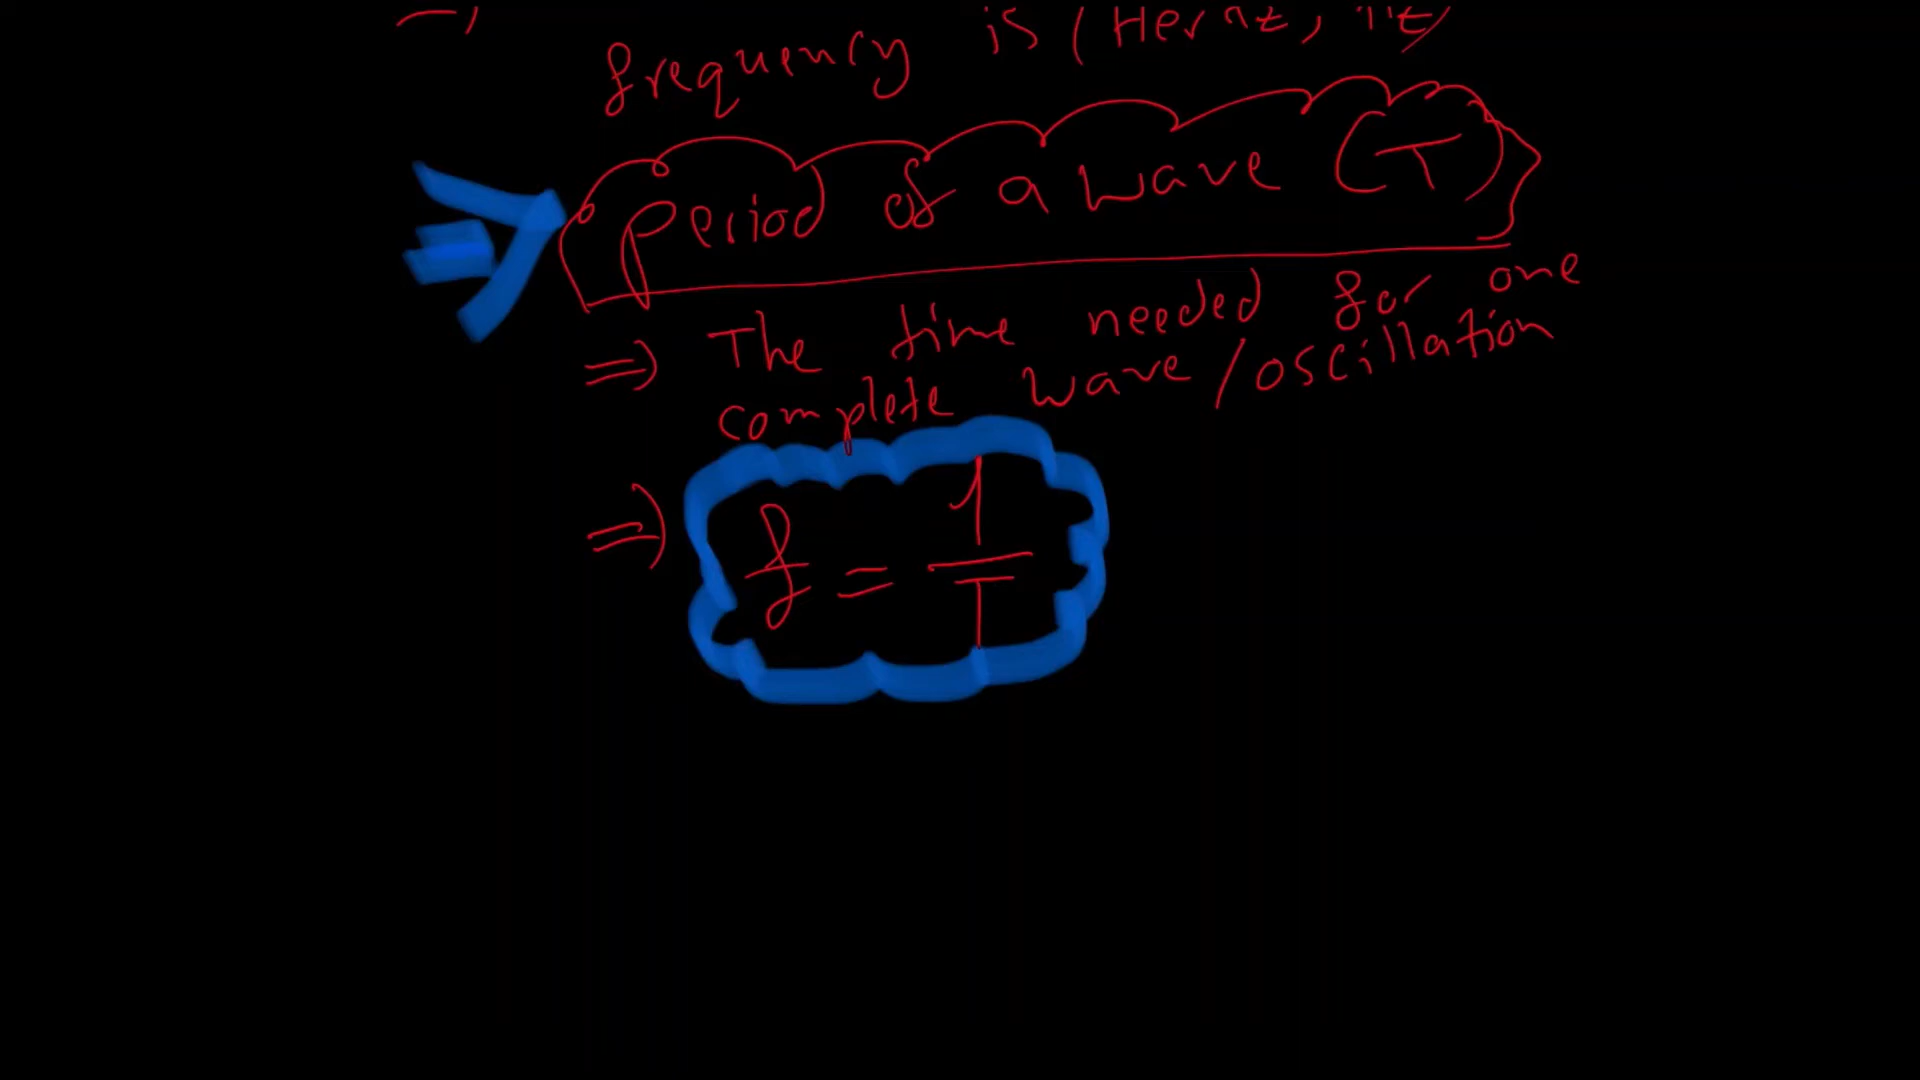 frequency is (Hertz, Hz)
period of a wave (T)
⇒ The time needed for one
complete wave/oscillation
⇒ f = 1/T